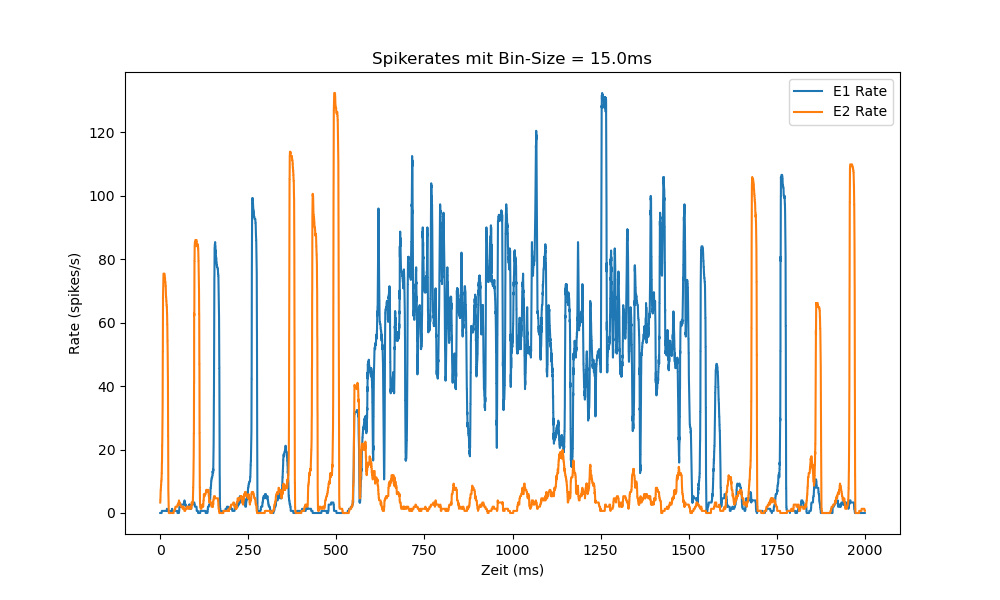 Spikerates mit Bin-Size = 15.0ms
E1 Rate
E2 Rate
120
100
80
60
40
20
0
Rate (spikes/s)
0 250 500 750 1000 1250 1500 1750 2000
Zeit (ms)